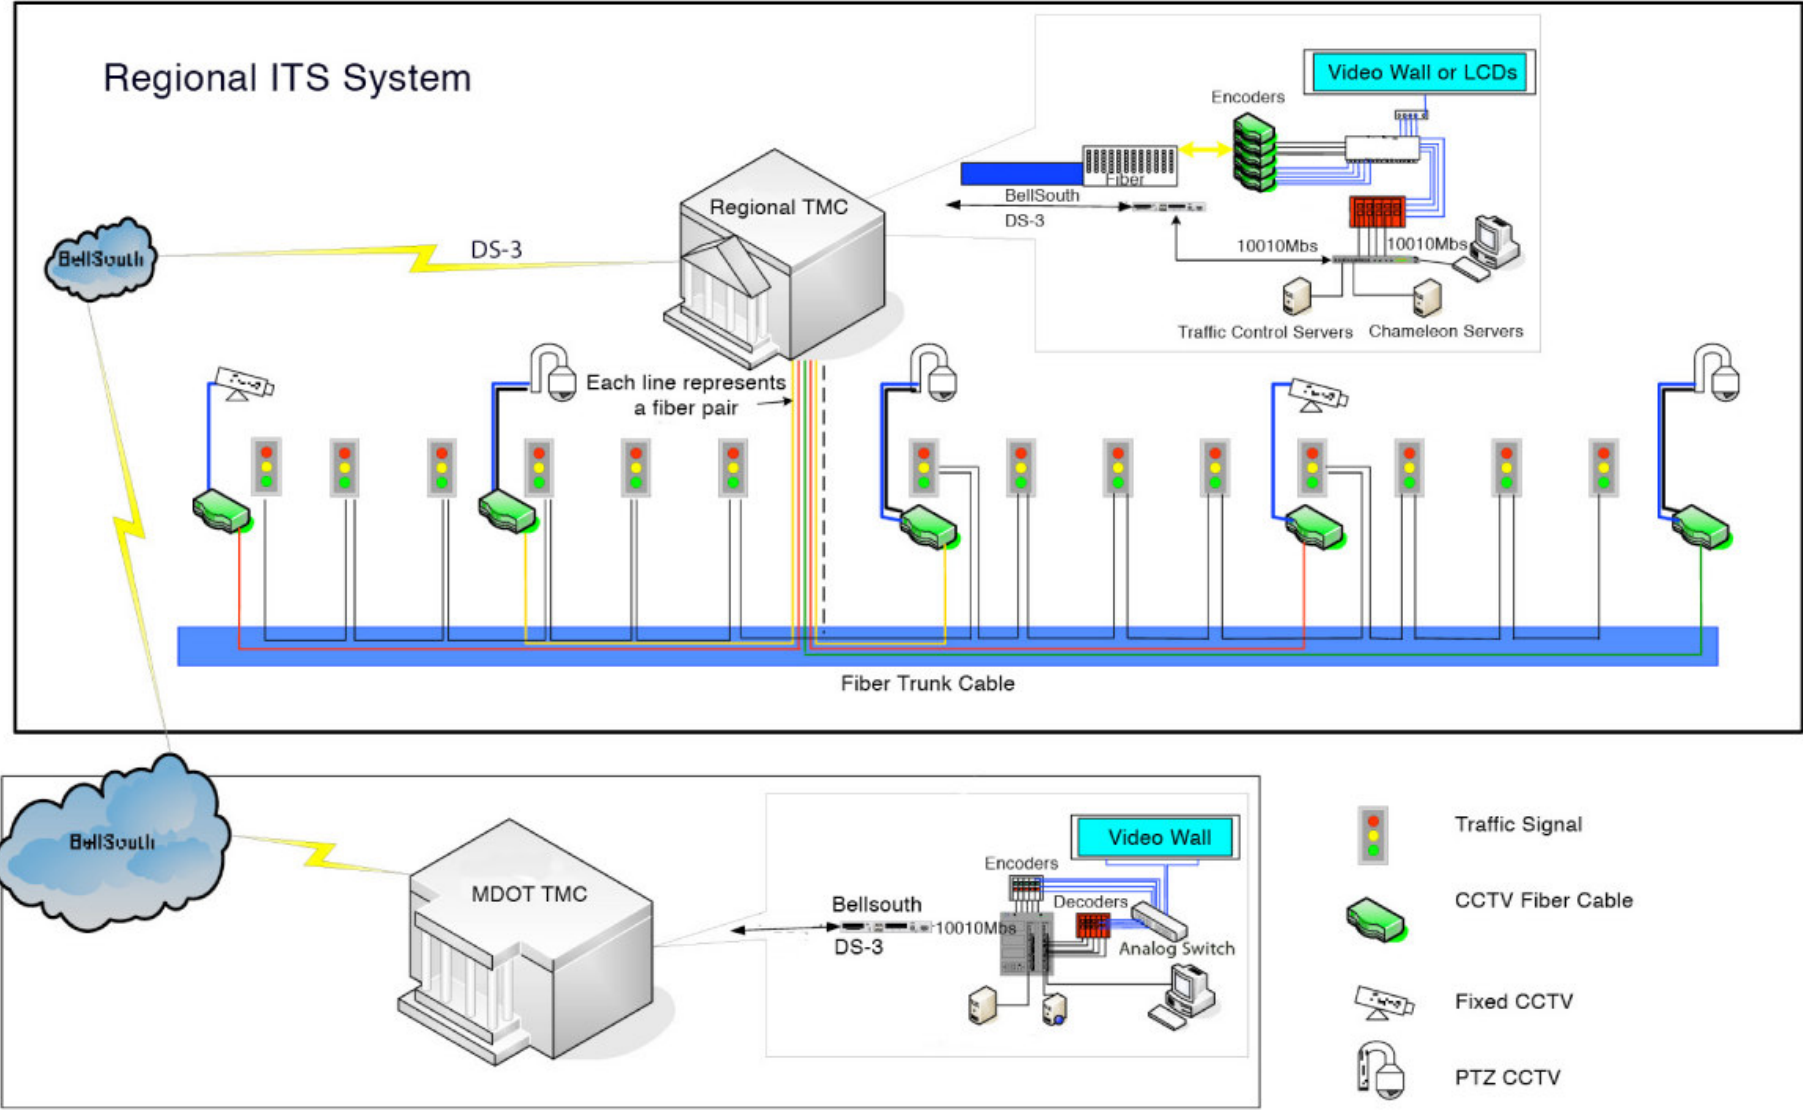 Regional ITS System
Video Wall or LCDs
Encoders
Fiber
BellSouth
DS-3
10010Mbs
10010Mbs
Traffic Control Servers
Chameleon Servers
Regional TMC
BellSouth
DS-3
Each line represents
a fiber pair
Fiber Trunk Cable
BellSouth
MDOT TMC
Video Wall
Encoders
Decoders
Bellsouth
10010Mbs
DS-3
Analog Switch
Traffic Signal
CCTV Fiber Cable
Fixed CCTV
PTZ CCTV